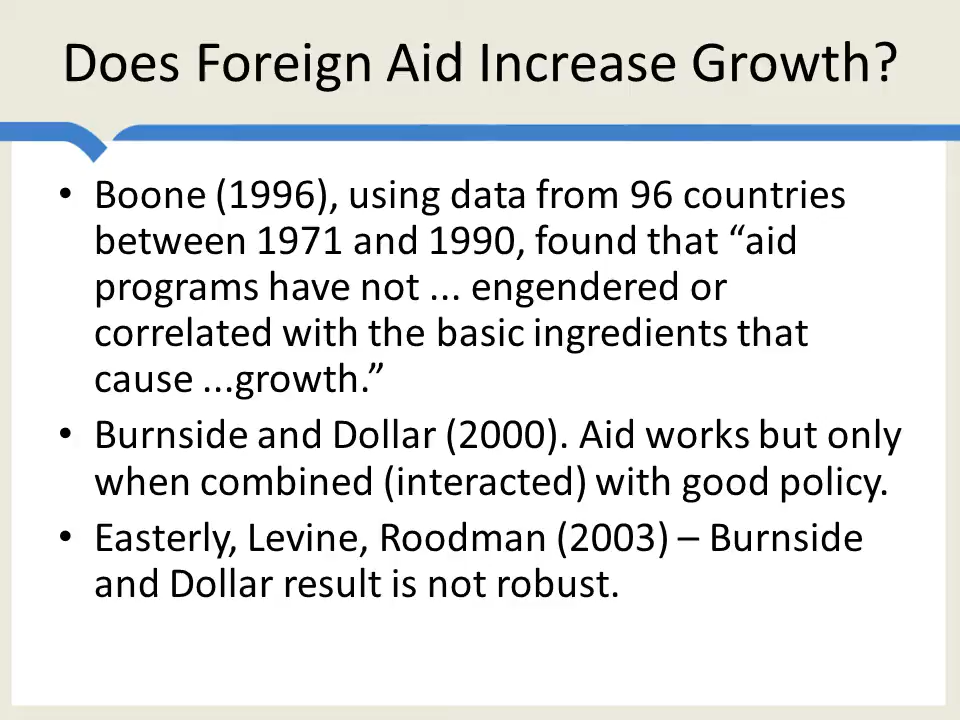 Does Foreign Aid Increase Growth?
• Boone (1996), using data from 96 countries
between 1971 and 1990, found that “aid
programs have not ... engendered or
correlated with the basic ingredients that
cause ...growth.”
• Burnside and Dollar (2000). Aid works but only
when combined (interacted) with good policy.
• Easterly, Levine, Roodman (2003) – Burnside
and Dollar result is not robust.